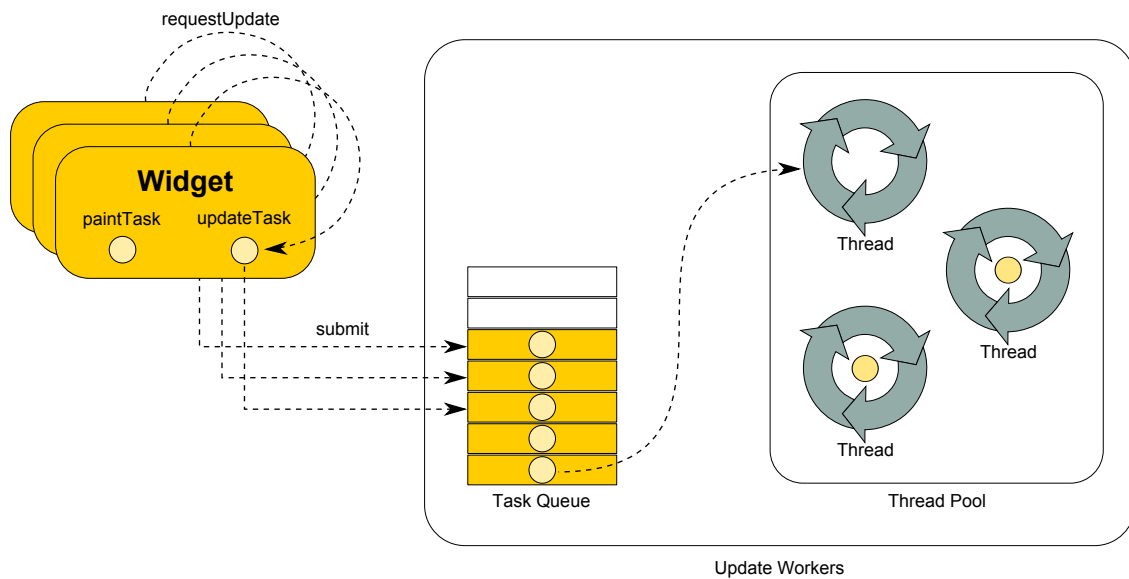 requestUpdate
Widget
paintTask
updateTask
submit
Thread
Thread
Thread
Task Queue
Thread Pool
Update Workers